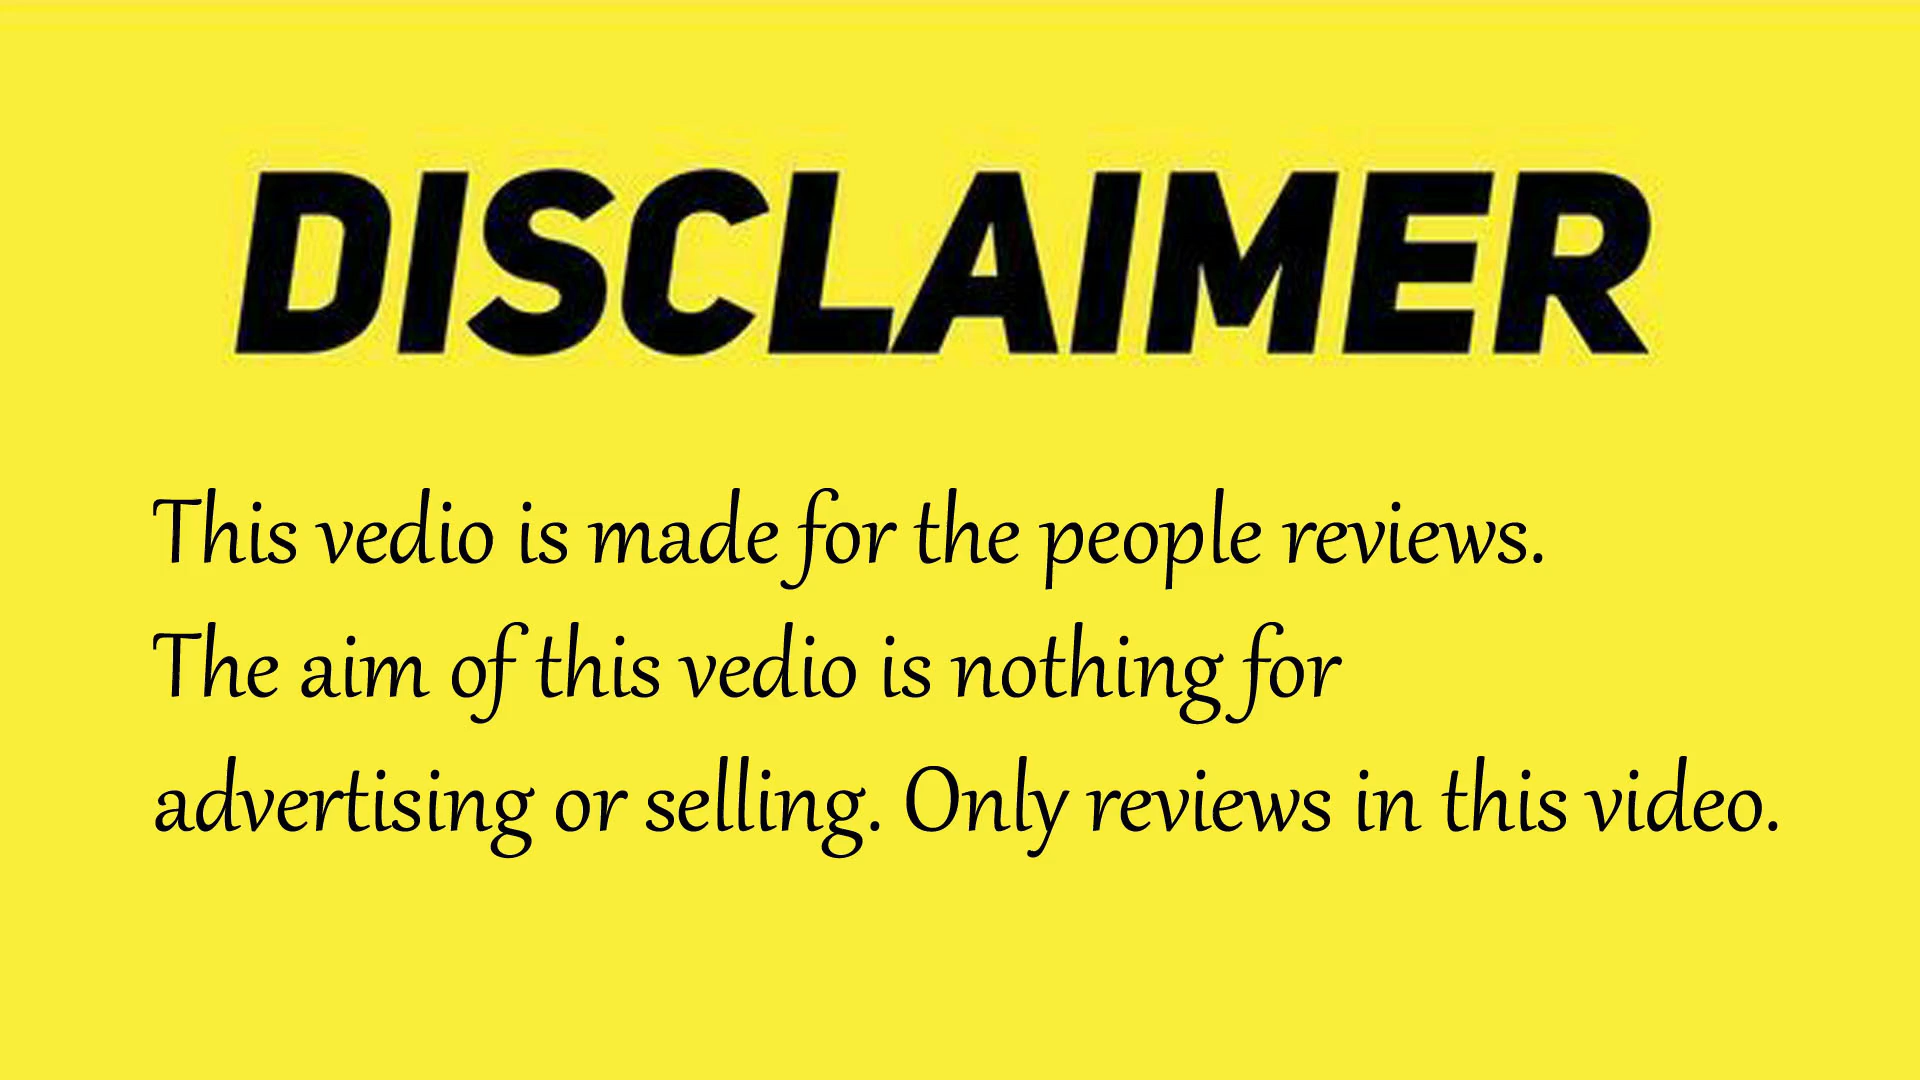 DISCLAIMER
This vedio is made for the people reviews.
The aim of this vedio is nothing for
advertising or selling. Only reviews in this video.